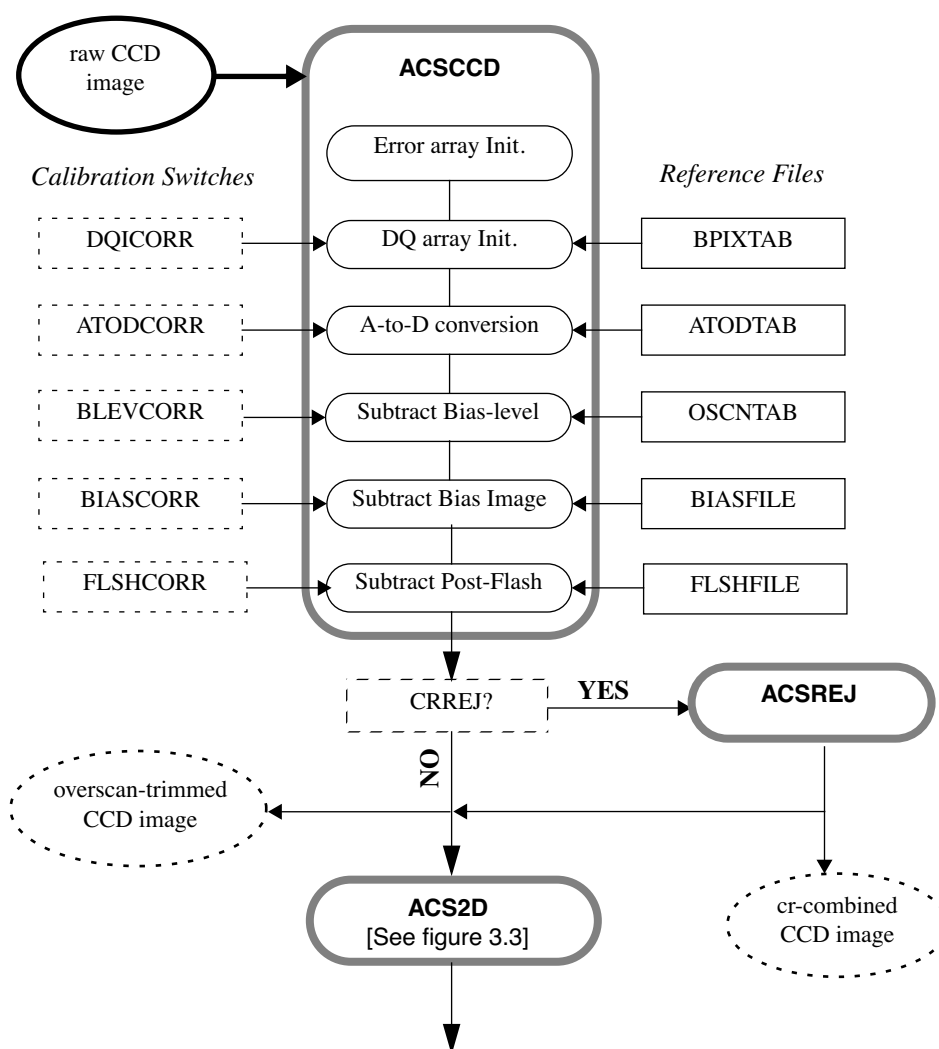 raw CCD
image
ACSCCD
Error array Init.
Calibration Switches
Reference Files
DQICORR
DQ array Init.
BPIXTAB
ATODCORR
A-to-D conversion
ATODTAB
BLEVCORR
Subtract Bias-level
OSCNTAB
BIASCORR
Subtract Bias Image
BIASFILE
FLSHCORR
Subtract Post-Flash
FLSHFILE
CRREJ?
YES
ACSREJ
NO
overscan-trimmed
CCD image
ACS2D
[See figure 3.3]
cr-combined
CCD image